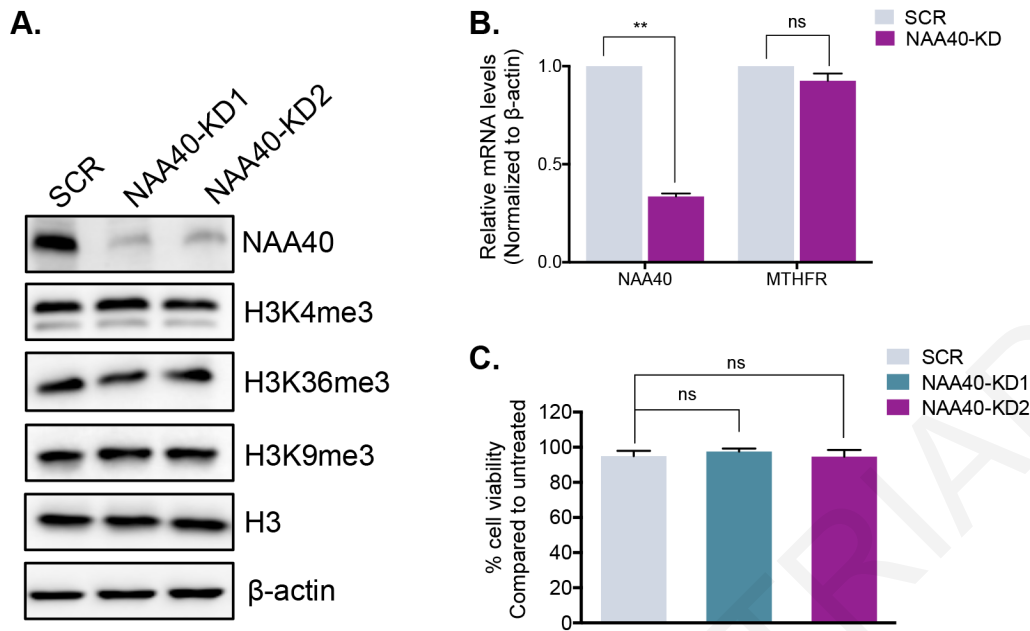 A.
SCR
NAA40-KD1
NAA40-KD2
NAA40
H3K4me3
H3K36me3
H3K9me3
H3
β-actin
B.
SCR
NAA40-KD
**
ns
Relative mRNA levels
(Normalized to β-actin)
1.0
0.5
0.0
NAA40
MTHFR
C.
SCR
NAA40-KD1
NAA40-KD2
ns
ns
% cell viability
Compared to untreated
120
100
80
60
40
20
0